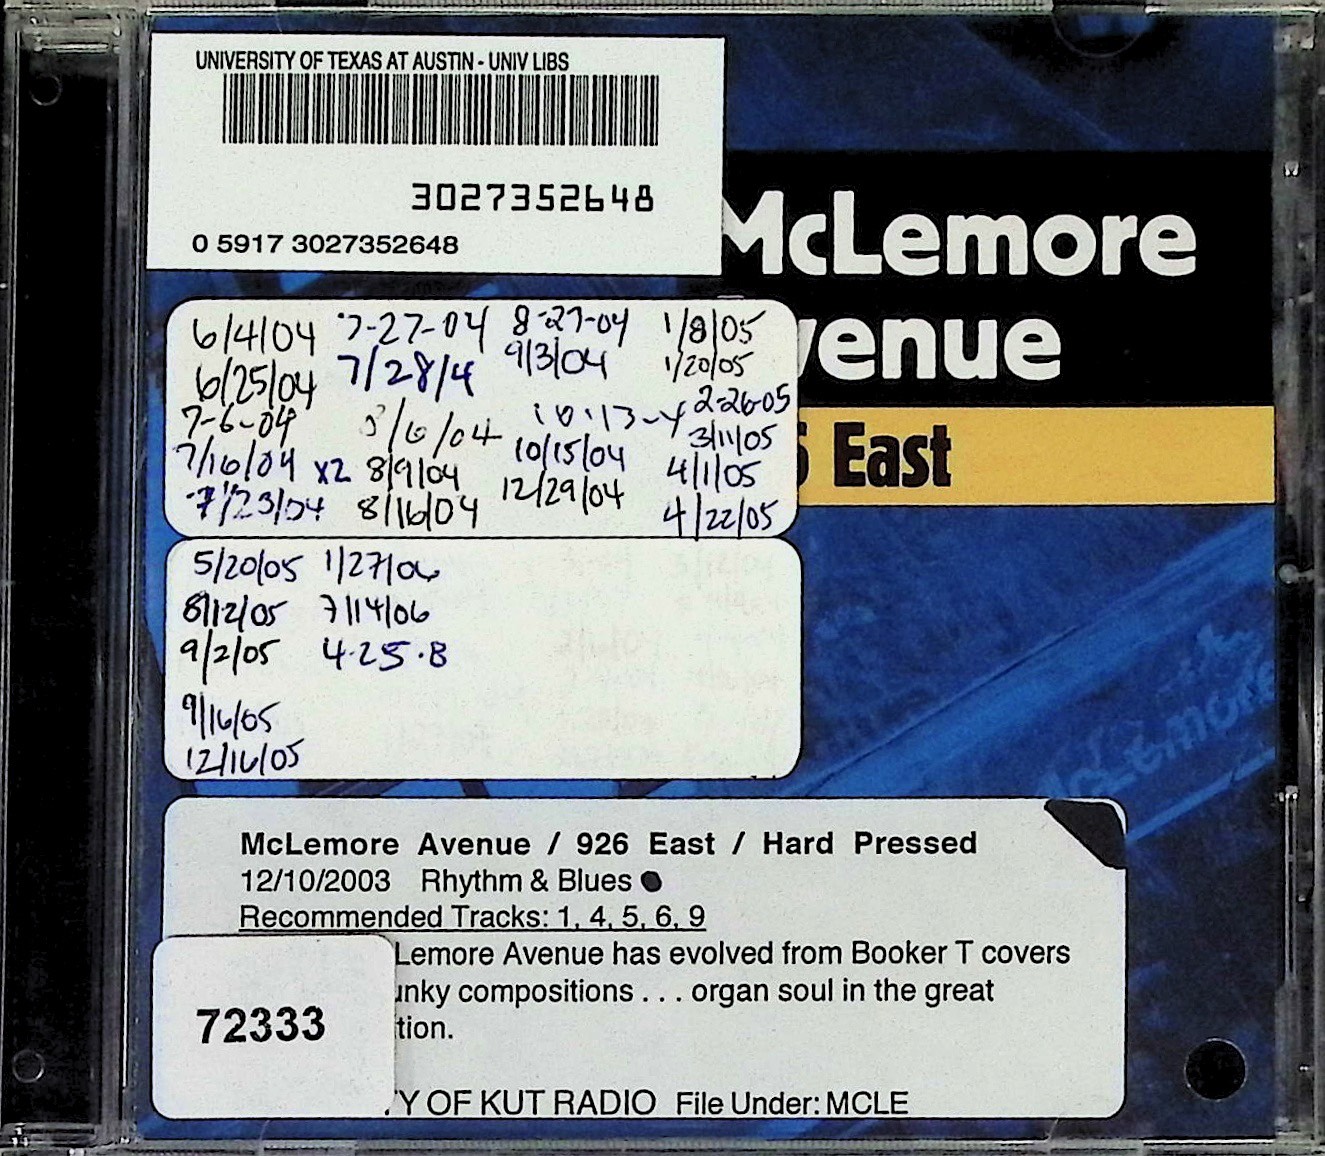 UNIVERSITY OF TEXAS AT AUSTIN - UNIV LIBS
3027352648
0 5917 3027352648
McLemore
venue
East
6/4/04 7-27-04 8-27-04 1/8/05
6/25/04 7/28/4 9/3/04 1/20/05
7-6-04 8/6/04 10-13-4 2-26-05
7/16/04 x2 8/9/04 10/15/04 3/11/05
7/23/04 8/16/04 12/29/04 4/1/05
4/22/05
5/20/05 1/27/06
8/12/05 7/14/06
9/2/05 4-25-8
9/16/05
12/16/05
McLemore
McLemore Avenue / 926 East / Hard Pressed
12/10/2003 Rhythm & Blues
Recommended Tracks: 1, 4, 5, 6, 9
Lemore Avenue has evolved from Booker T covers
unky compositions . . . organ soul in the great
tion.
72333
TY OF KUT RADIO File Under: MCLE